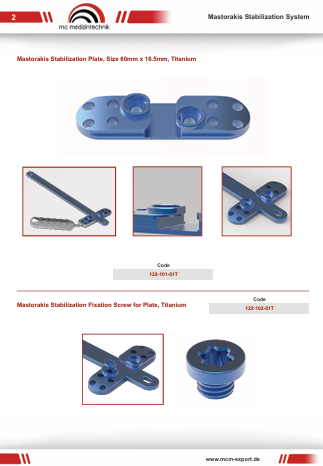 2
mc medizintechnik
Mastorakis Stabilization System
Mastorakis Stabilization Plate, Size 60mm x 16.5mm, Titanium
Code
122-101-01T
Mastorakis Stabilization Fixation Screw for Plate, Titanium
Code
122-102-01T
www.mcm-export.de